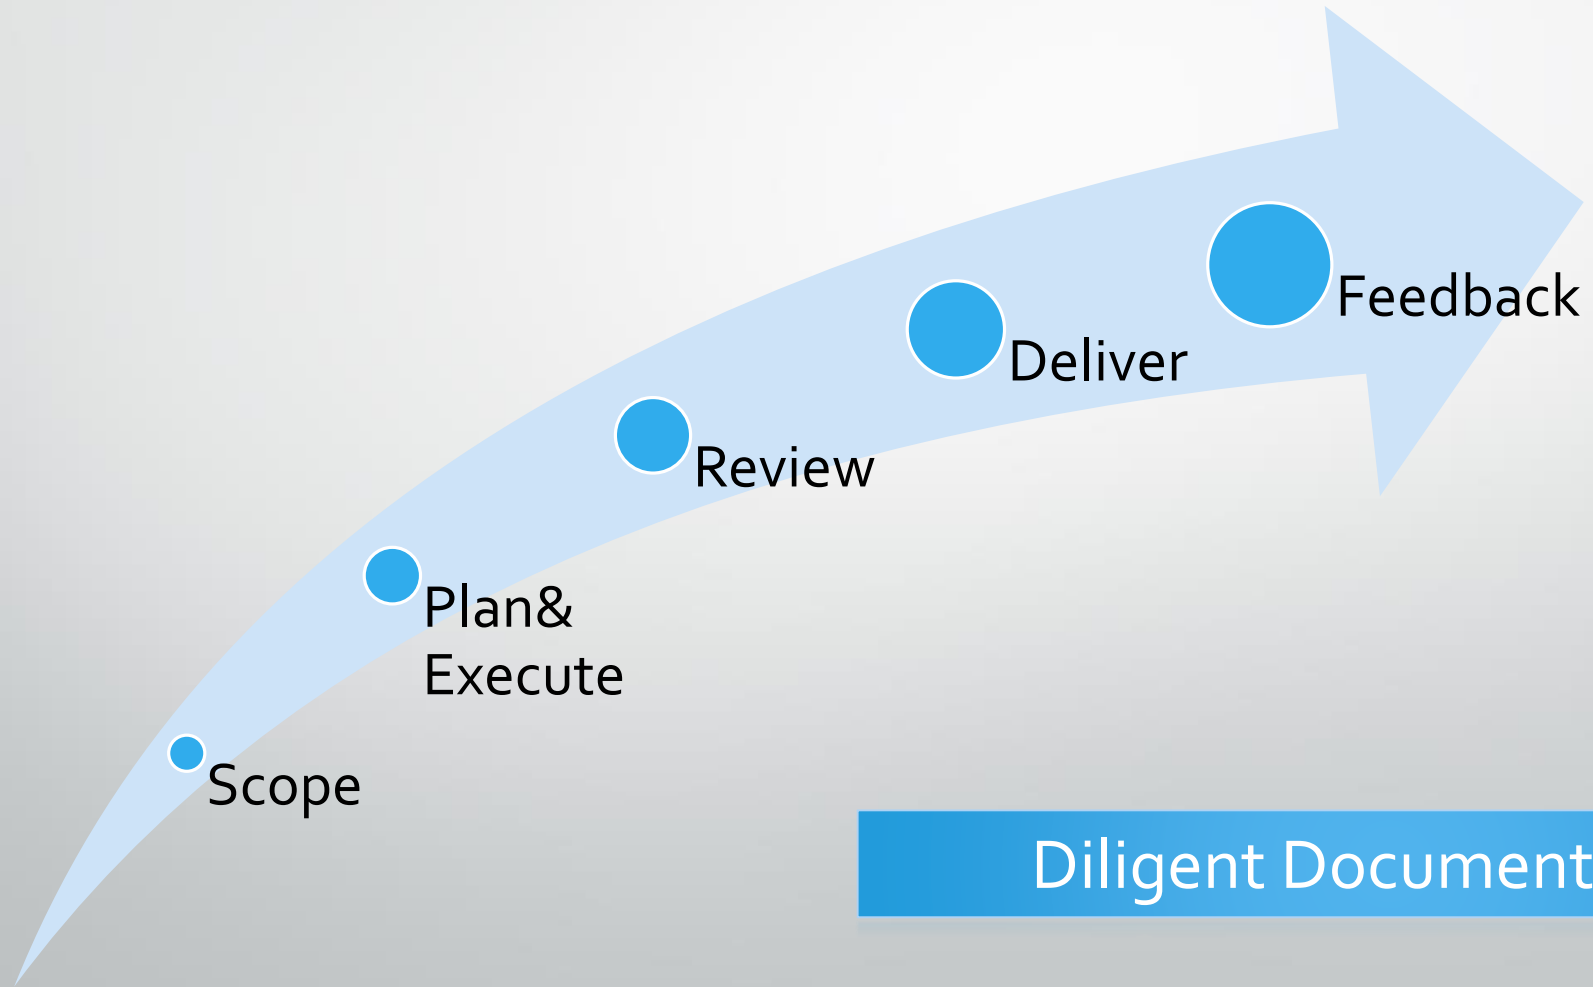 Feedback
Deliver
Review
Plan&
Execute
Scope
Diligent Document